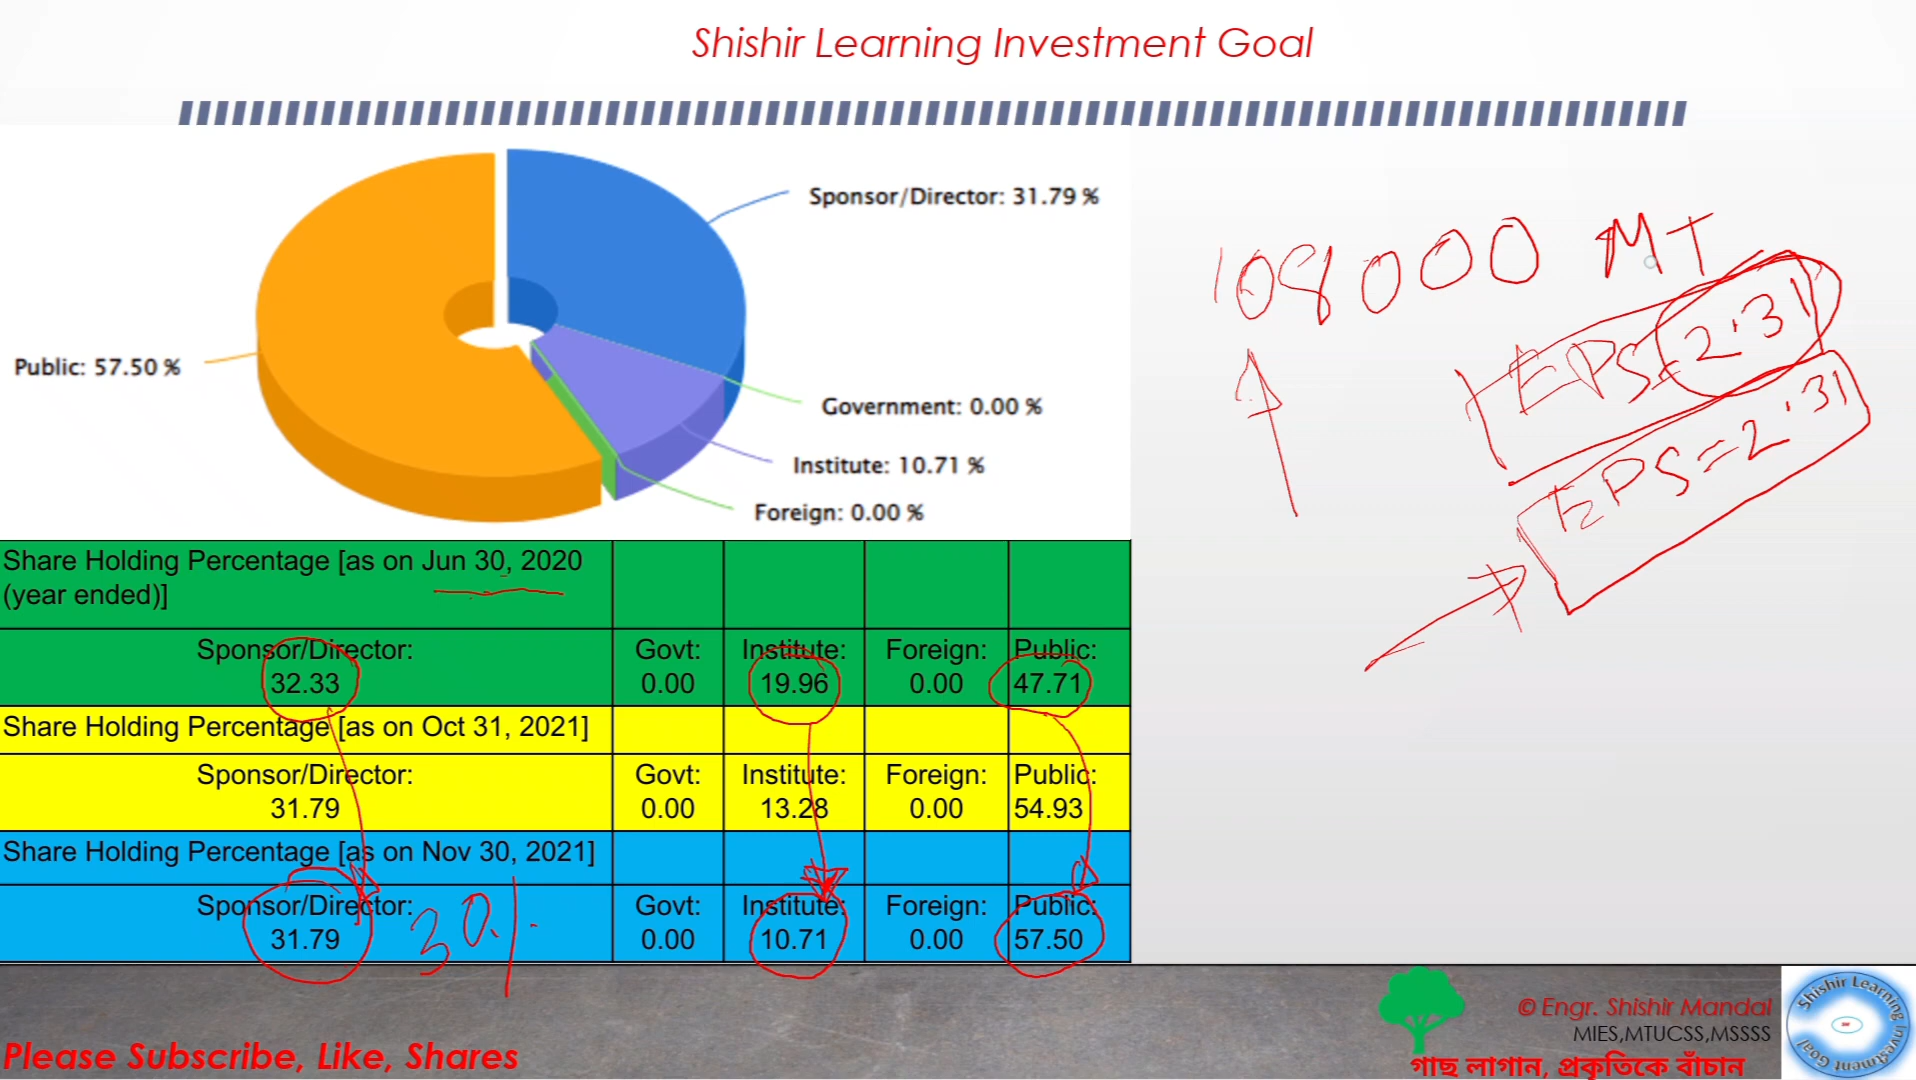 Shishir Learning Investment Goal
Sponsor/Director: 31.79 %
Public: 57.50 %
Government: 0.00 %
Institute: 10.71 %
Foreign: 0.00 %
108000 MT
EPS=2.31
EPS=2.31
Share Holding Percentage [as on Jun 30, 2020
(year ended)]
Sponsor/Director: Govt: Institute: Foreign: Public:
32.33 0.00 19.96 0.00 47.71
Share Holding Percentage [as on Oct 31, 2021]
Sponsor/Director: Govt: Institute: Foreign: Public:
31.79 0.00 13.28 0.00 54.93
Share Holding Percentage [as on Nov 30, 2021]
Sponsor/Director: Govt: Institute: Foreign: Public:
31.79 0.00 10.71 0.00 57.50
30%
© Engr. Shishir Mandal
MIES,MTUCSS,MSSSS
গাছ লাগান, প্রকৃতিকে বাঁচান
Please Subscribe, Like, Shares
Shishir Learning Investment Goal